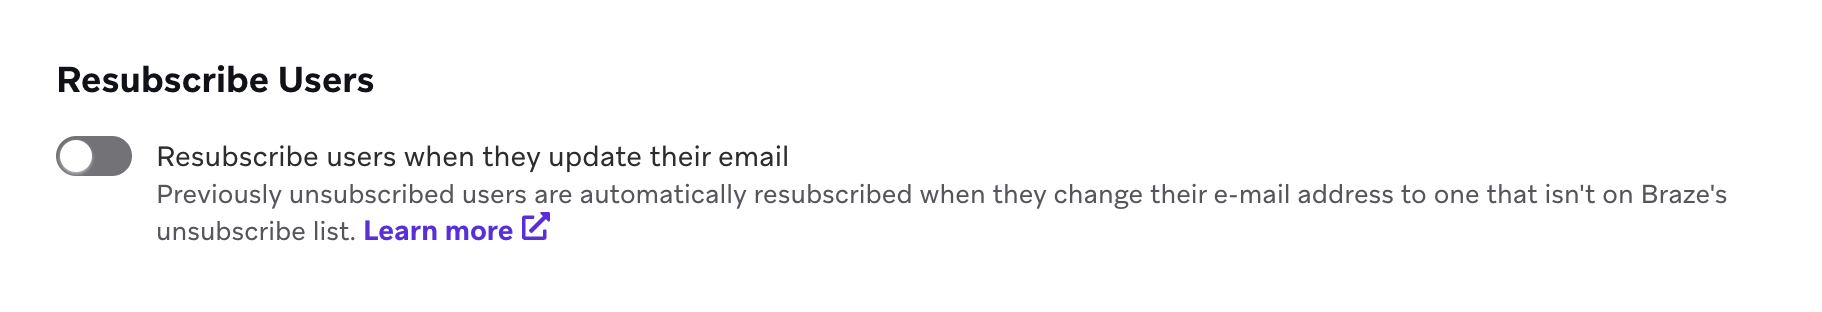 Resubscribe Users
Resubscribe users when they update their email
Previously unsubscribed users are automatically resubscribed when they change their e-mail address to one that isn't on Braze's
unsubscribe list. Learn more